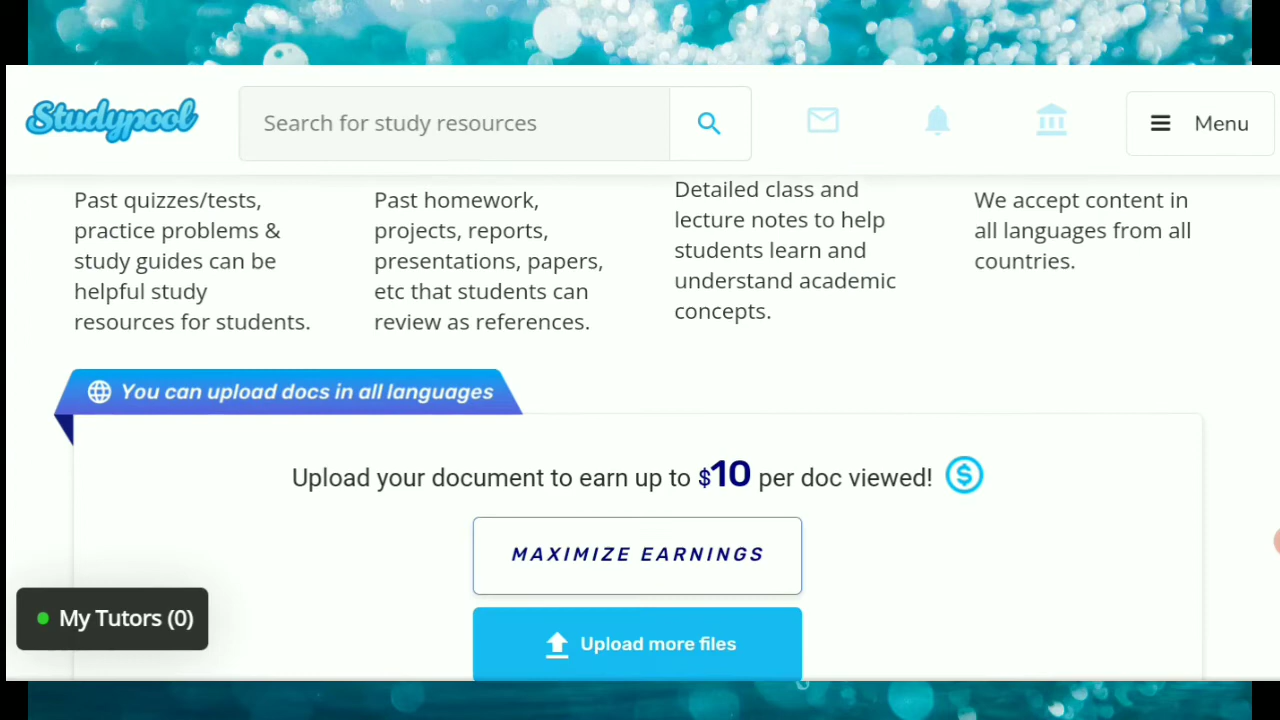 Studypool
Search for study resources
Menu
Past quizzes/tests,
practice problems &
study guides can be
helpful study
resources for students.
Past homework,
projects, reports,
presentations, papers,
etc that students can
review as references.
Detailed class and
lecture notes to help
students learn and
understand academic
concepts.
We accept content in
all languages from all
countries.
You can upload docs in all languages
Upload your document to earn up to $10 per doc viewed!
MAXIMIZE EARNINGS
My Tutors (0)
Upload more files